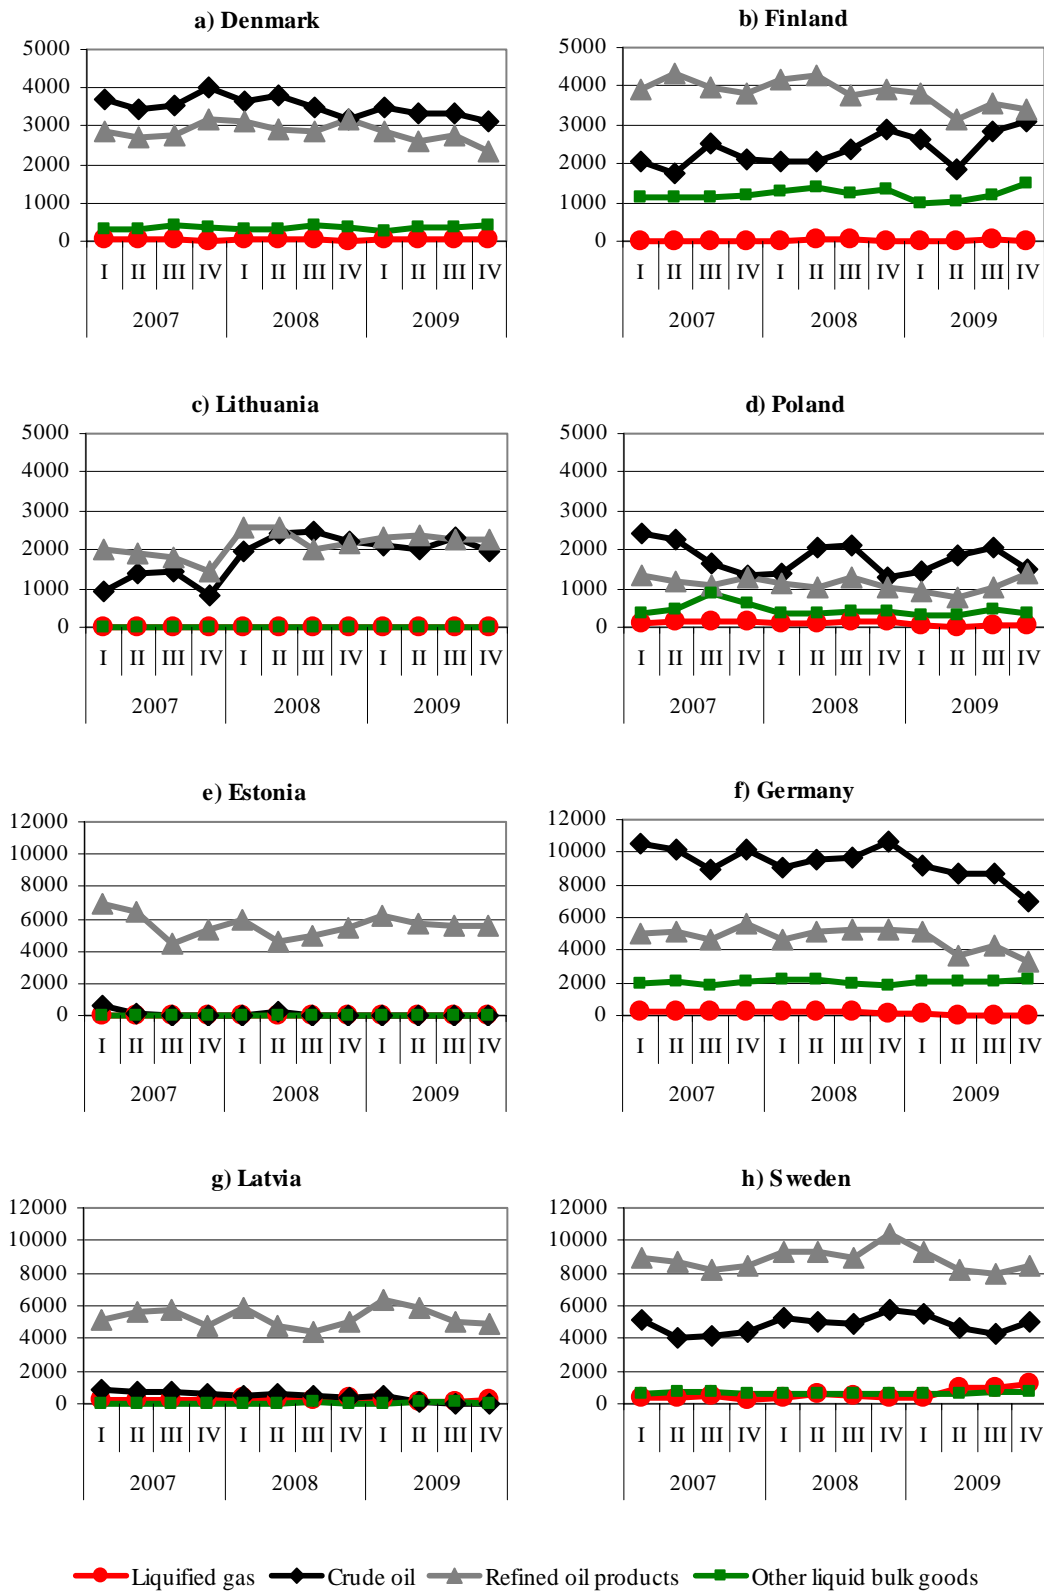 a) Denmark
5000
4000
3000
2000
1000
0
I II III IV I II III IV I II III IV
2007 2008 2009
b) Finland
5000
4000
3000
2000
1000
0
I II III IV I II III IV I II III IV
2007 2008 2009
c) Lithuania
5000
4000
3000
2000
1000
0
I II III IV I II III IV I II III IV
2007 2008 2009
d) Poland
5000
4000
3000
2000
1000
0
I II III IV I II III IV I II III IV
2007 2008 2009
e) Estonia
12000
10000
8000
6000
4000
2000
0
I II III IV I II III IV I II III IV
2007 2008 2009
f) Germany
12000
10000
8000
6000
4000
2000
0
I II III IV I II III IV I II III IV
2007 2008 2009
g) Latvia
12000
10000
8000
6000
4000
2000
0
I II III IV I II III IV I II III IV
2007 2008 2009
h) Sweden
12000
10000
8000
6000
4000
2000
0
I II III IV I II III IV I II III IV
2007 2008 2009
Liquified gas Crude oil Refined oil products Other liquid bulk goods